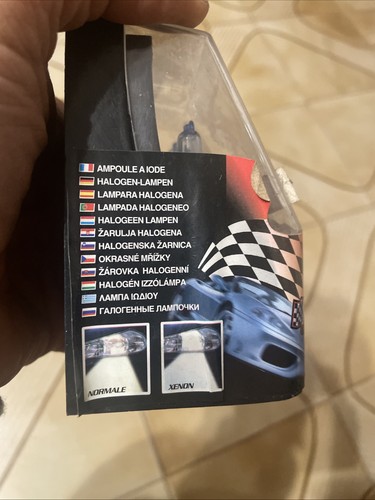 AMPOULE A IODE
HALOGEN-LAMPEN
LAMPARA HALOGENA
LAMPADA HALOGENEO
HALOGEEN LAMPEN
ŽARULJA HALOGENA
HALOGENSKA ŽARNICA
OKRASNÉ MŘÍŽKY
ŽÁROVKA HALOGENNÍ
HALOGÉN IZZÓLÁMPA
ΛΑΜΠΑ ΙΩΔΙΟΥ
ГАЛОГЕННЫЕ ЛАМПОЧКИ
NORMALE
XENON